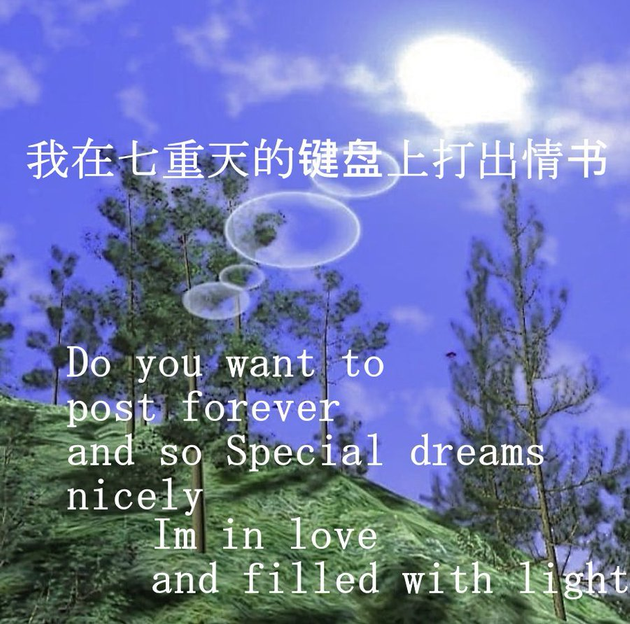 我在七重天的键盘上打出情书
Do you want to
post forever
and so Special dreams
nicely
Im in love
and filled with light